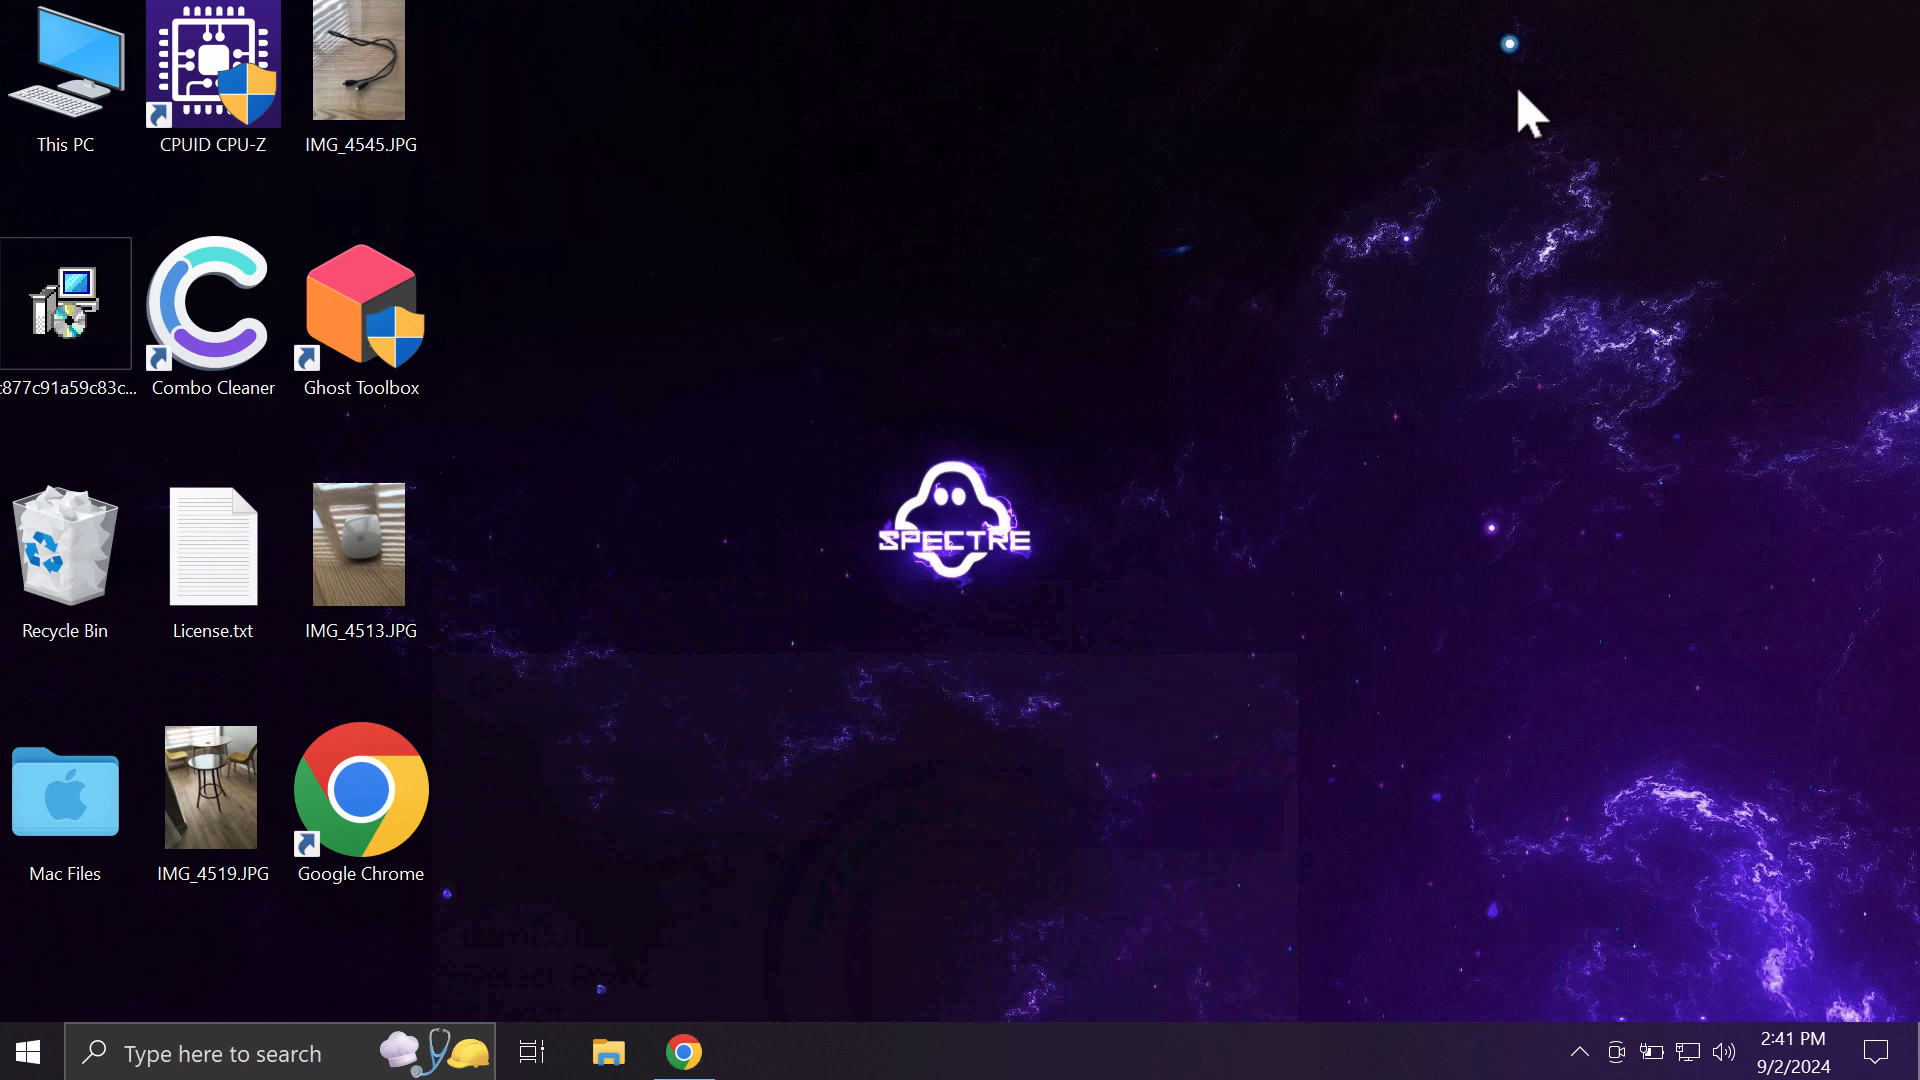 This PC
CPUID CPU-Z
IMG_4545.JPG
c877c91a59c83c...
Combo Cleaner
Ghost Toolbox
SPECTRE
Recycle Bin
License.txt
IMG_4513.JPG
Mac Files
IMG_4519.JPG
Google Chrome
Type here to search
2:41 PM
9/2/2024